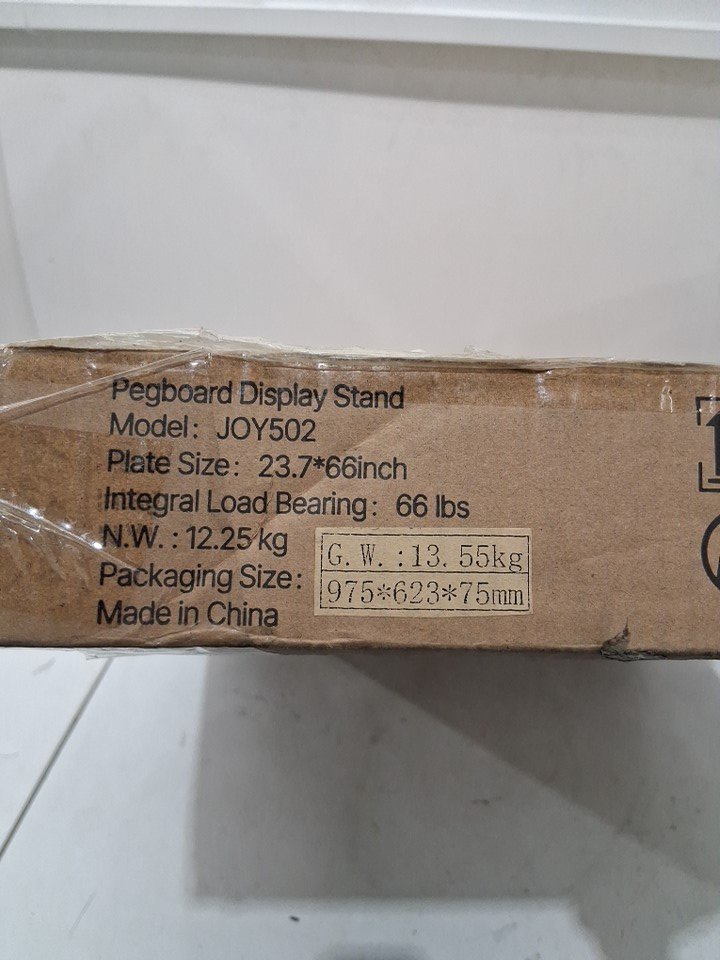 Pegboard Display Stand
Model: JOY502
Plate Size: 23.7*66inch
Integral Load Bearing: 66 lbs
N.W.: 12.25 kg
G. W. :13. 55kg
Packaging Size: 975*623*75mm
Made in China